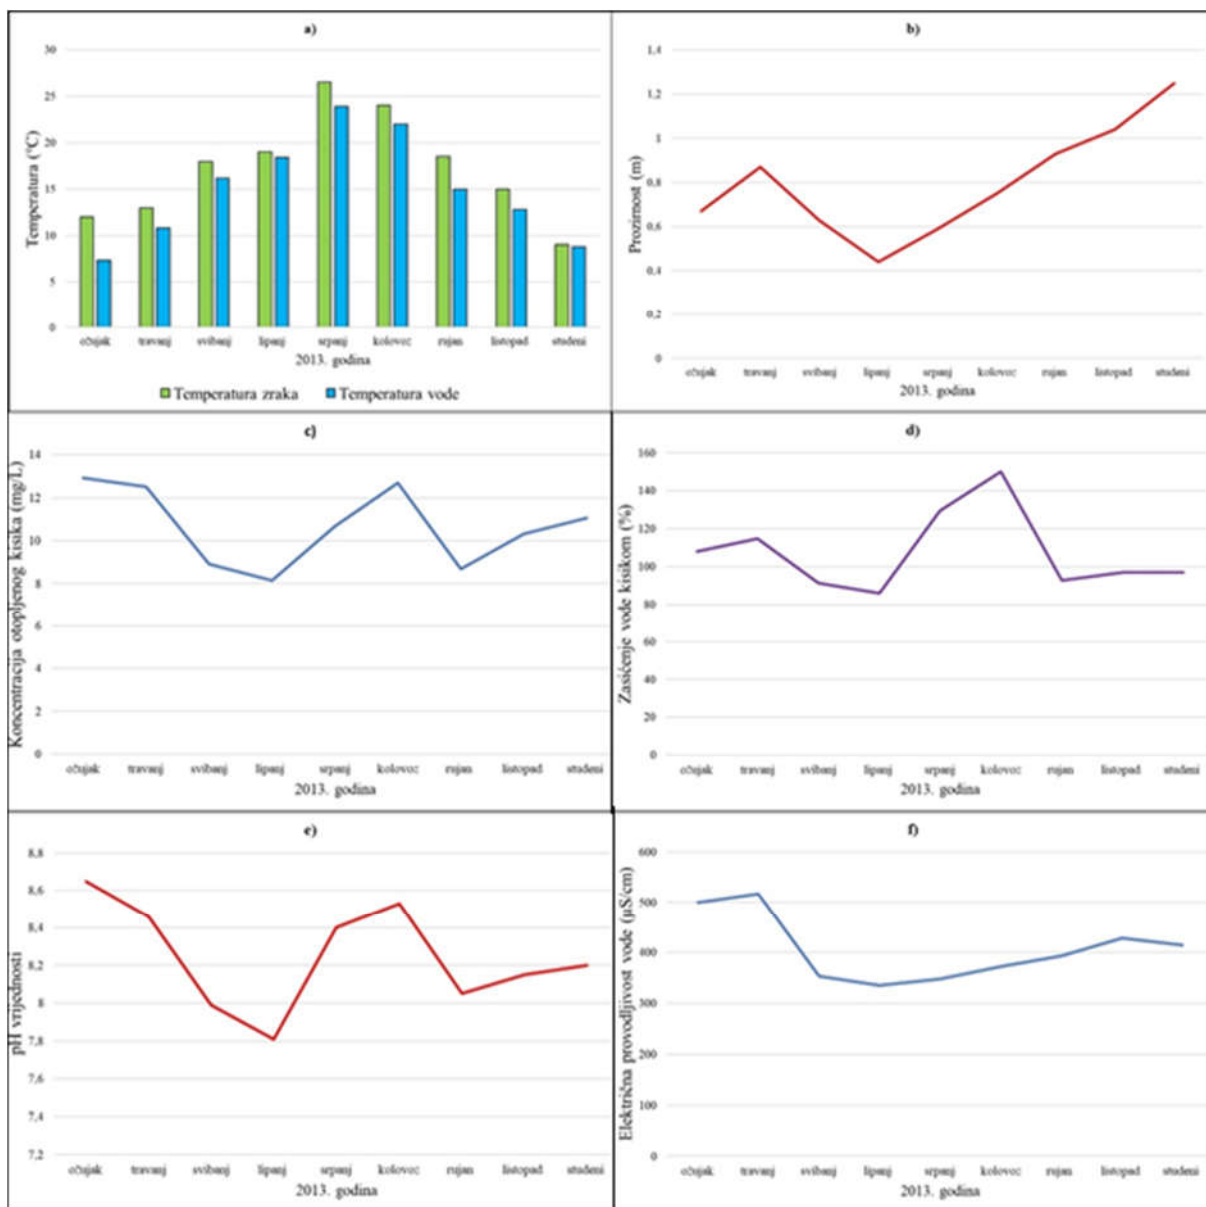 a)
Temperatura (°C)
30
25
20
15
10
5
0
ožujak travanj svibanj lipanj srpanj kolovoz rujan listopad studeni
2013. godina
Temperatura zraka Temperatura vode
b)
Prozirnost (m)
1,4
1,2
1
0,8
0,6
0,4
0,2
0
ožujak travanj svibanj lipanj srpanj kolovoz rujan listopad studeni
2013. godina
c)
Koncentracija otopljenog kisika (mg/L)
14
12
10
8
6
4
2
0
ožujak travanj svibanj lipanj srpanj kolovoz rujan listopad studeni
2013. godina
d)
Zasićenje vode kisikom (%)
160
140
120
100
80
60
40
20
0
ožujak travanj svibanj lipanj srpanj kolovoz rujan listopad studeni
2013. godina
e)
pH vrijednosti
8,8
8,6
8,4
8,2
8
7,8
7,6
7,4
7,2
ožujak travanj svibanj lipanj srpanj kolovoz rujan listopad studeni
2013. godina
f)
Električna provodljivost vode (µS/cm)
600
500
400
300
200
100
0
ožujak travanj svibanj lipanj srpanj kolovoz rujan listopad studeni
2013. godina